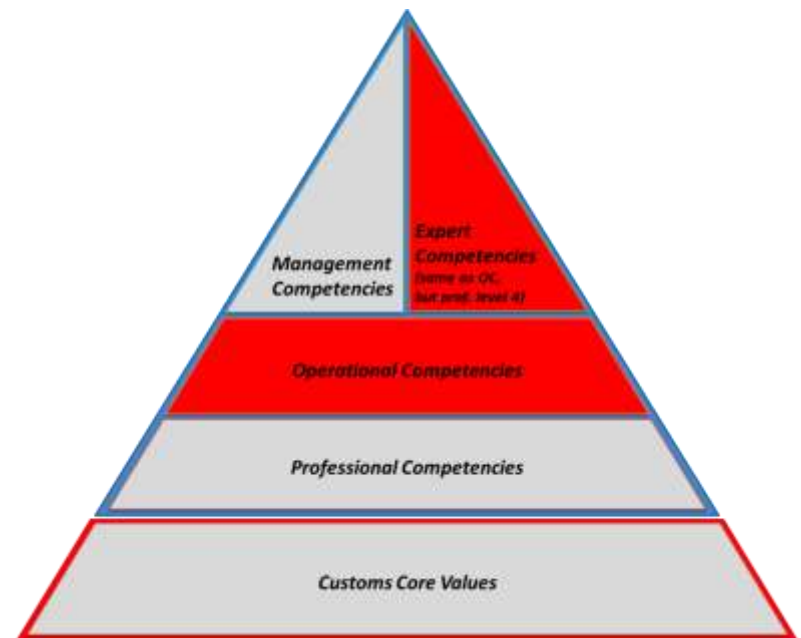 Expert
Competencies
(same as OC,
but prof. level 4)
Management
Competencies
Operational Competencies
Professional Competencies
Customs Core Values